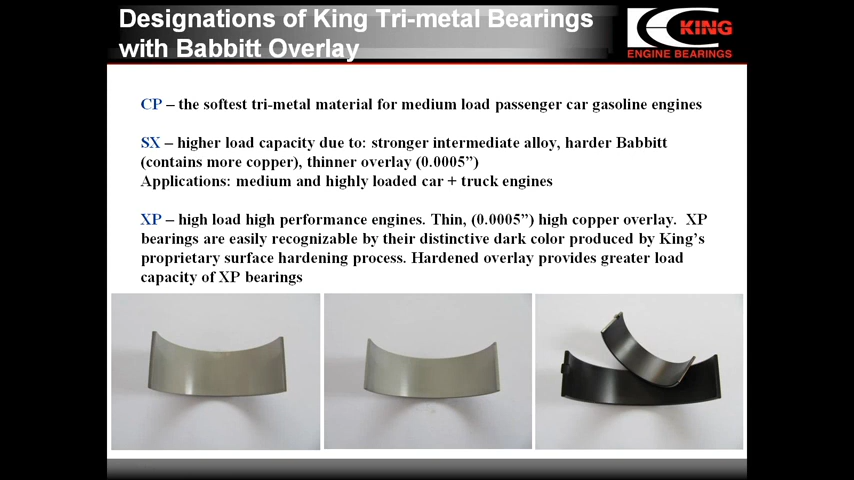 Designations of King Tri-metal Bearings
with Babbitt Overlay
KING
ENGINE BEARINGS
CP – the softest tri-metal material for medium load passenger car gasoline engines
SX – higher load capacity due to: stronger intermediate alloy, harder Babbitt
(contains more copper), thinner overlay (0.0005”)
Applications: medium and highly loaded car + truck engines
XP – high load high performance engines. Thin, (0.0005”) high copper overlay.  XP
bearings are easily recognizable by their distinctive dark color produced by King’s
proprietary surface hardening process. Hardened overlay provides greater load
capacity of XP bearings